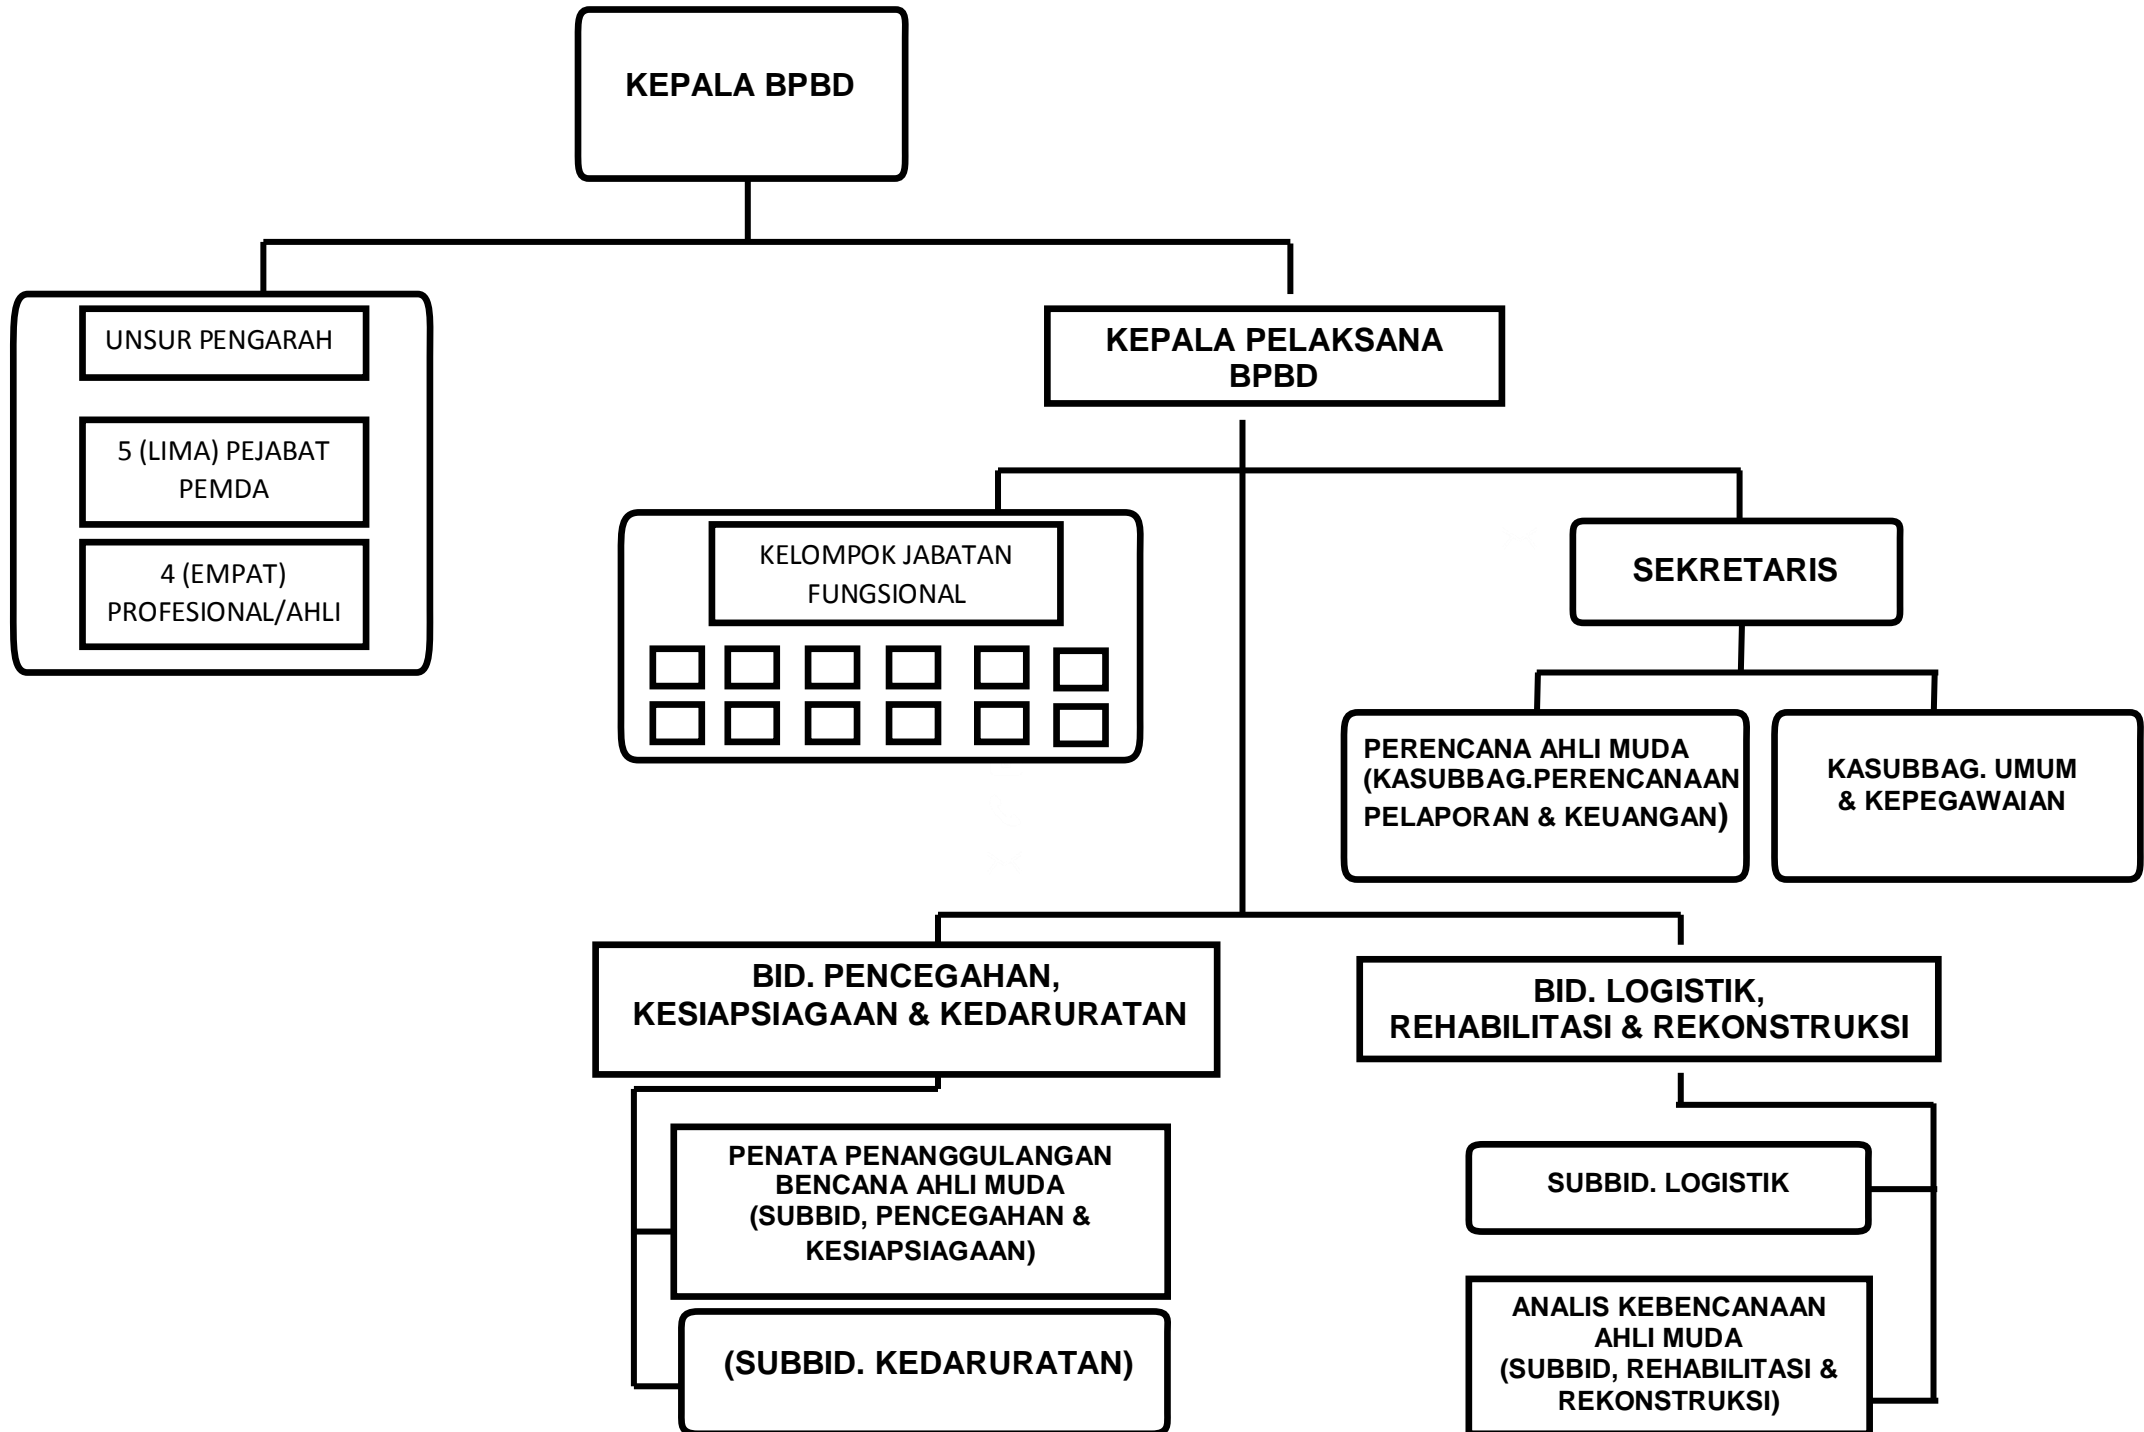 KEPALA BPBD
UNSUR PENGARAH
5 (LIMA) PEJABAT
PEMDA
4 (EMPAT)
PROFESIONAL/AHLI
KEPALA PELAKSANA
BPBD
KELOMPOK JABATAN
FUNGSIONAL
SEKRETARIS
PERENCANA AHLI MUDA
(KASUBBAG.PERENCANAAN
PELAPORAN & KEUANGAN)
KASUBBAG. UMUM
& KEPEGAWAIAN
BID. PENCEGAHAN,
KESIAPSIAGAAN & KEDARURATAN
PENATA PENANGGULANGAN
BENCANA AHLI MUDA
(SUBBID, PENCEGAHAN &
KESIAPSIAGAAN)
(SUBBID. KEDARURATAN)
BID. LOGISTIK,
REHABILITASI & REKONSTRUKSI
SUBBID. LOGISTIK
ANALIS KEBENCANAAN
AHLI MUDA
(SUBBID, REHABILITASI &
REKONSTRUKSI)